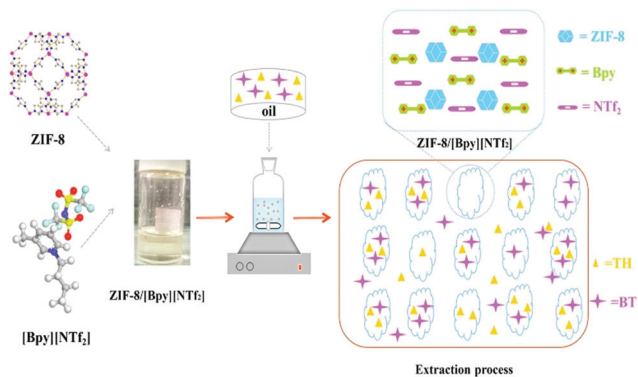 ZIF-8
[Bpy][NTf₂]
ZIF-8/[Bpy][NTf₂]
oil
ZIF-8/[Bpy][NTf₂]
= ZIF-8
= Bpy
= NTf₂
=TH
=BT
Extraction process